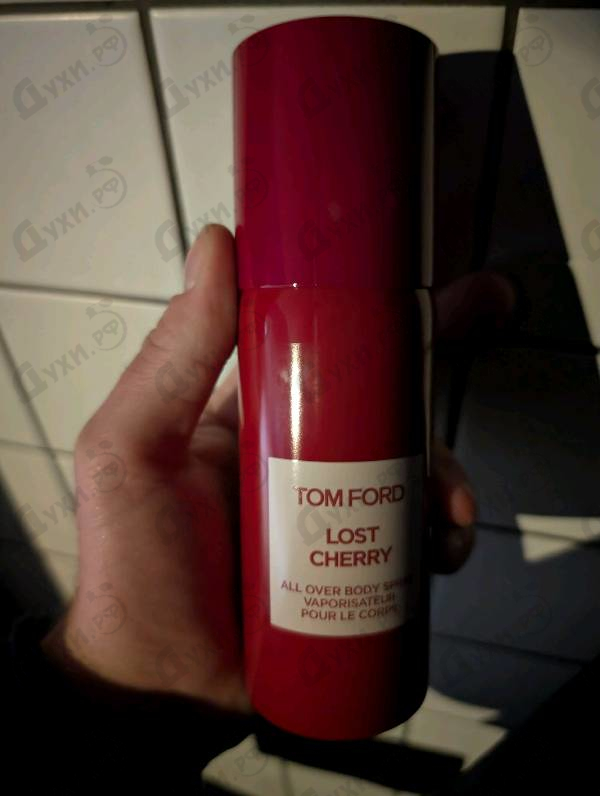 TOM FORD
LOST
CHERRY
ALL OVER BODY SPRAY
VAPORISATEUR
POUR LE CORPS
Духи.рф